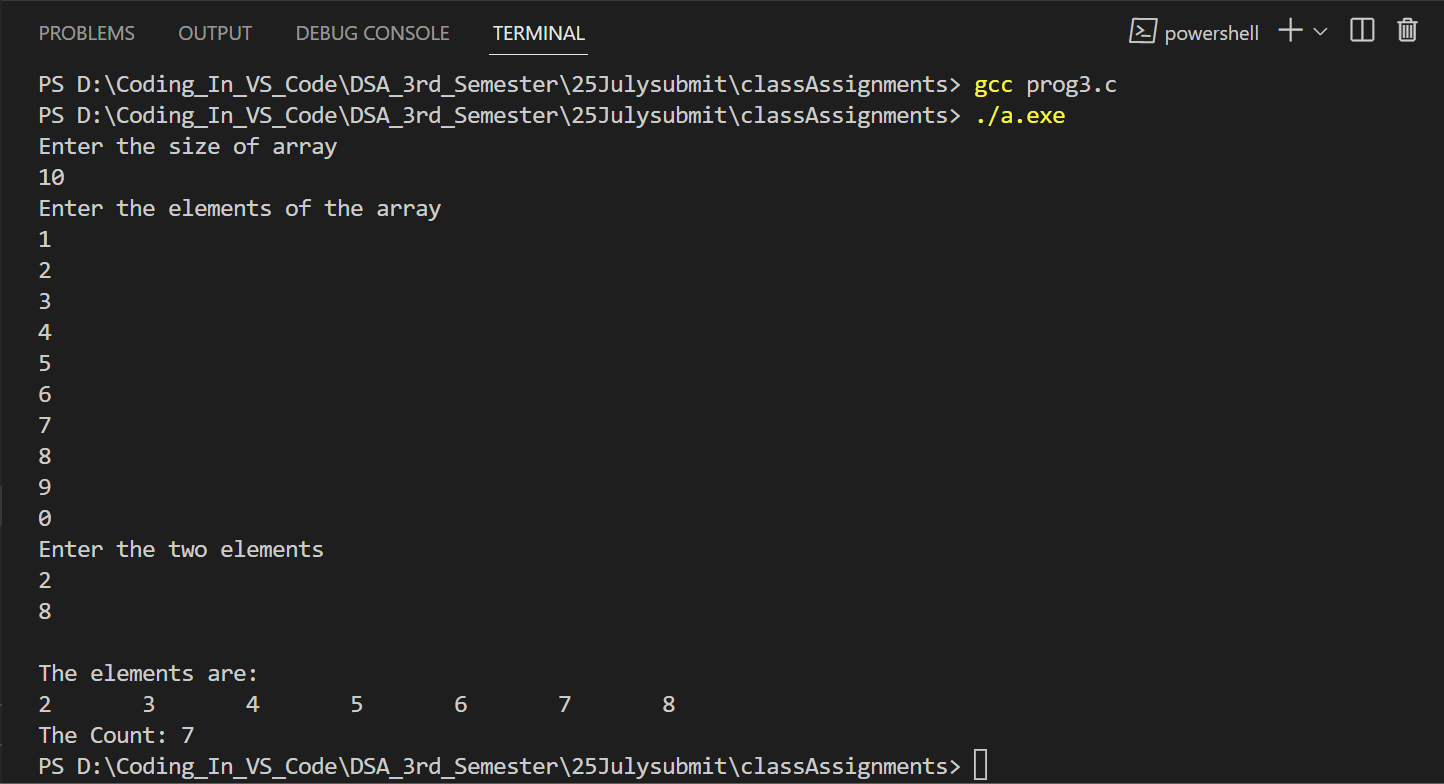 PROBLEMS OUTPUT DEBUG CONSOLE TERMINAL powershell
PS D:\Coding_In_VS_Code\DSA_3rd_Semester\25Julysubmit\classAssignments> gcc prog3.c
PS D:\Coding_In_VS_Code\DSA_3rd_Semester\25Julysubmit\classAssignments> ./a.exe
Enter the size of array
10
Enter the elements of the array
1
2
3
4
5
6
7
8
9
0
Enter the two elements
2
8

The elements are:
2 3 4 5 6 7 8
The Count: 7
PS D:\Coding_In_VS_Code\DSA_3rd_Semester\25Julysubmit\classAssignments>